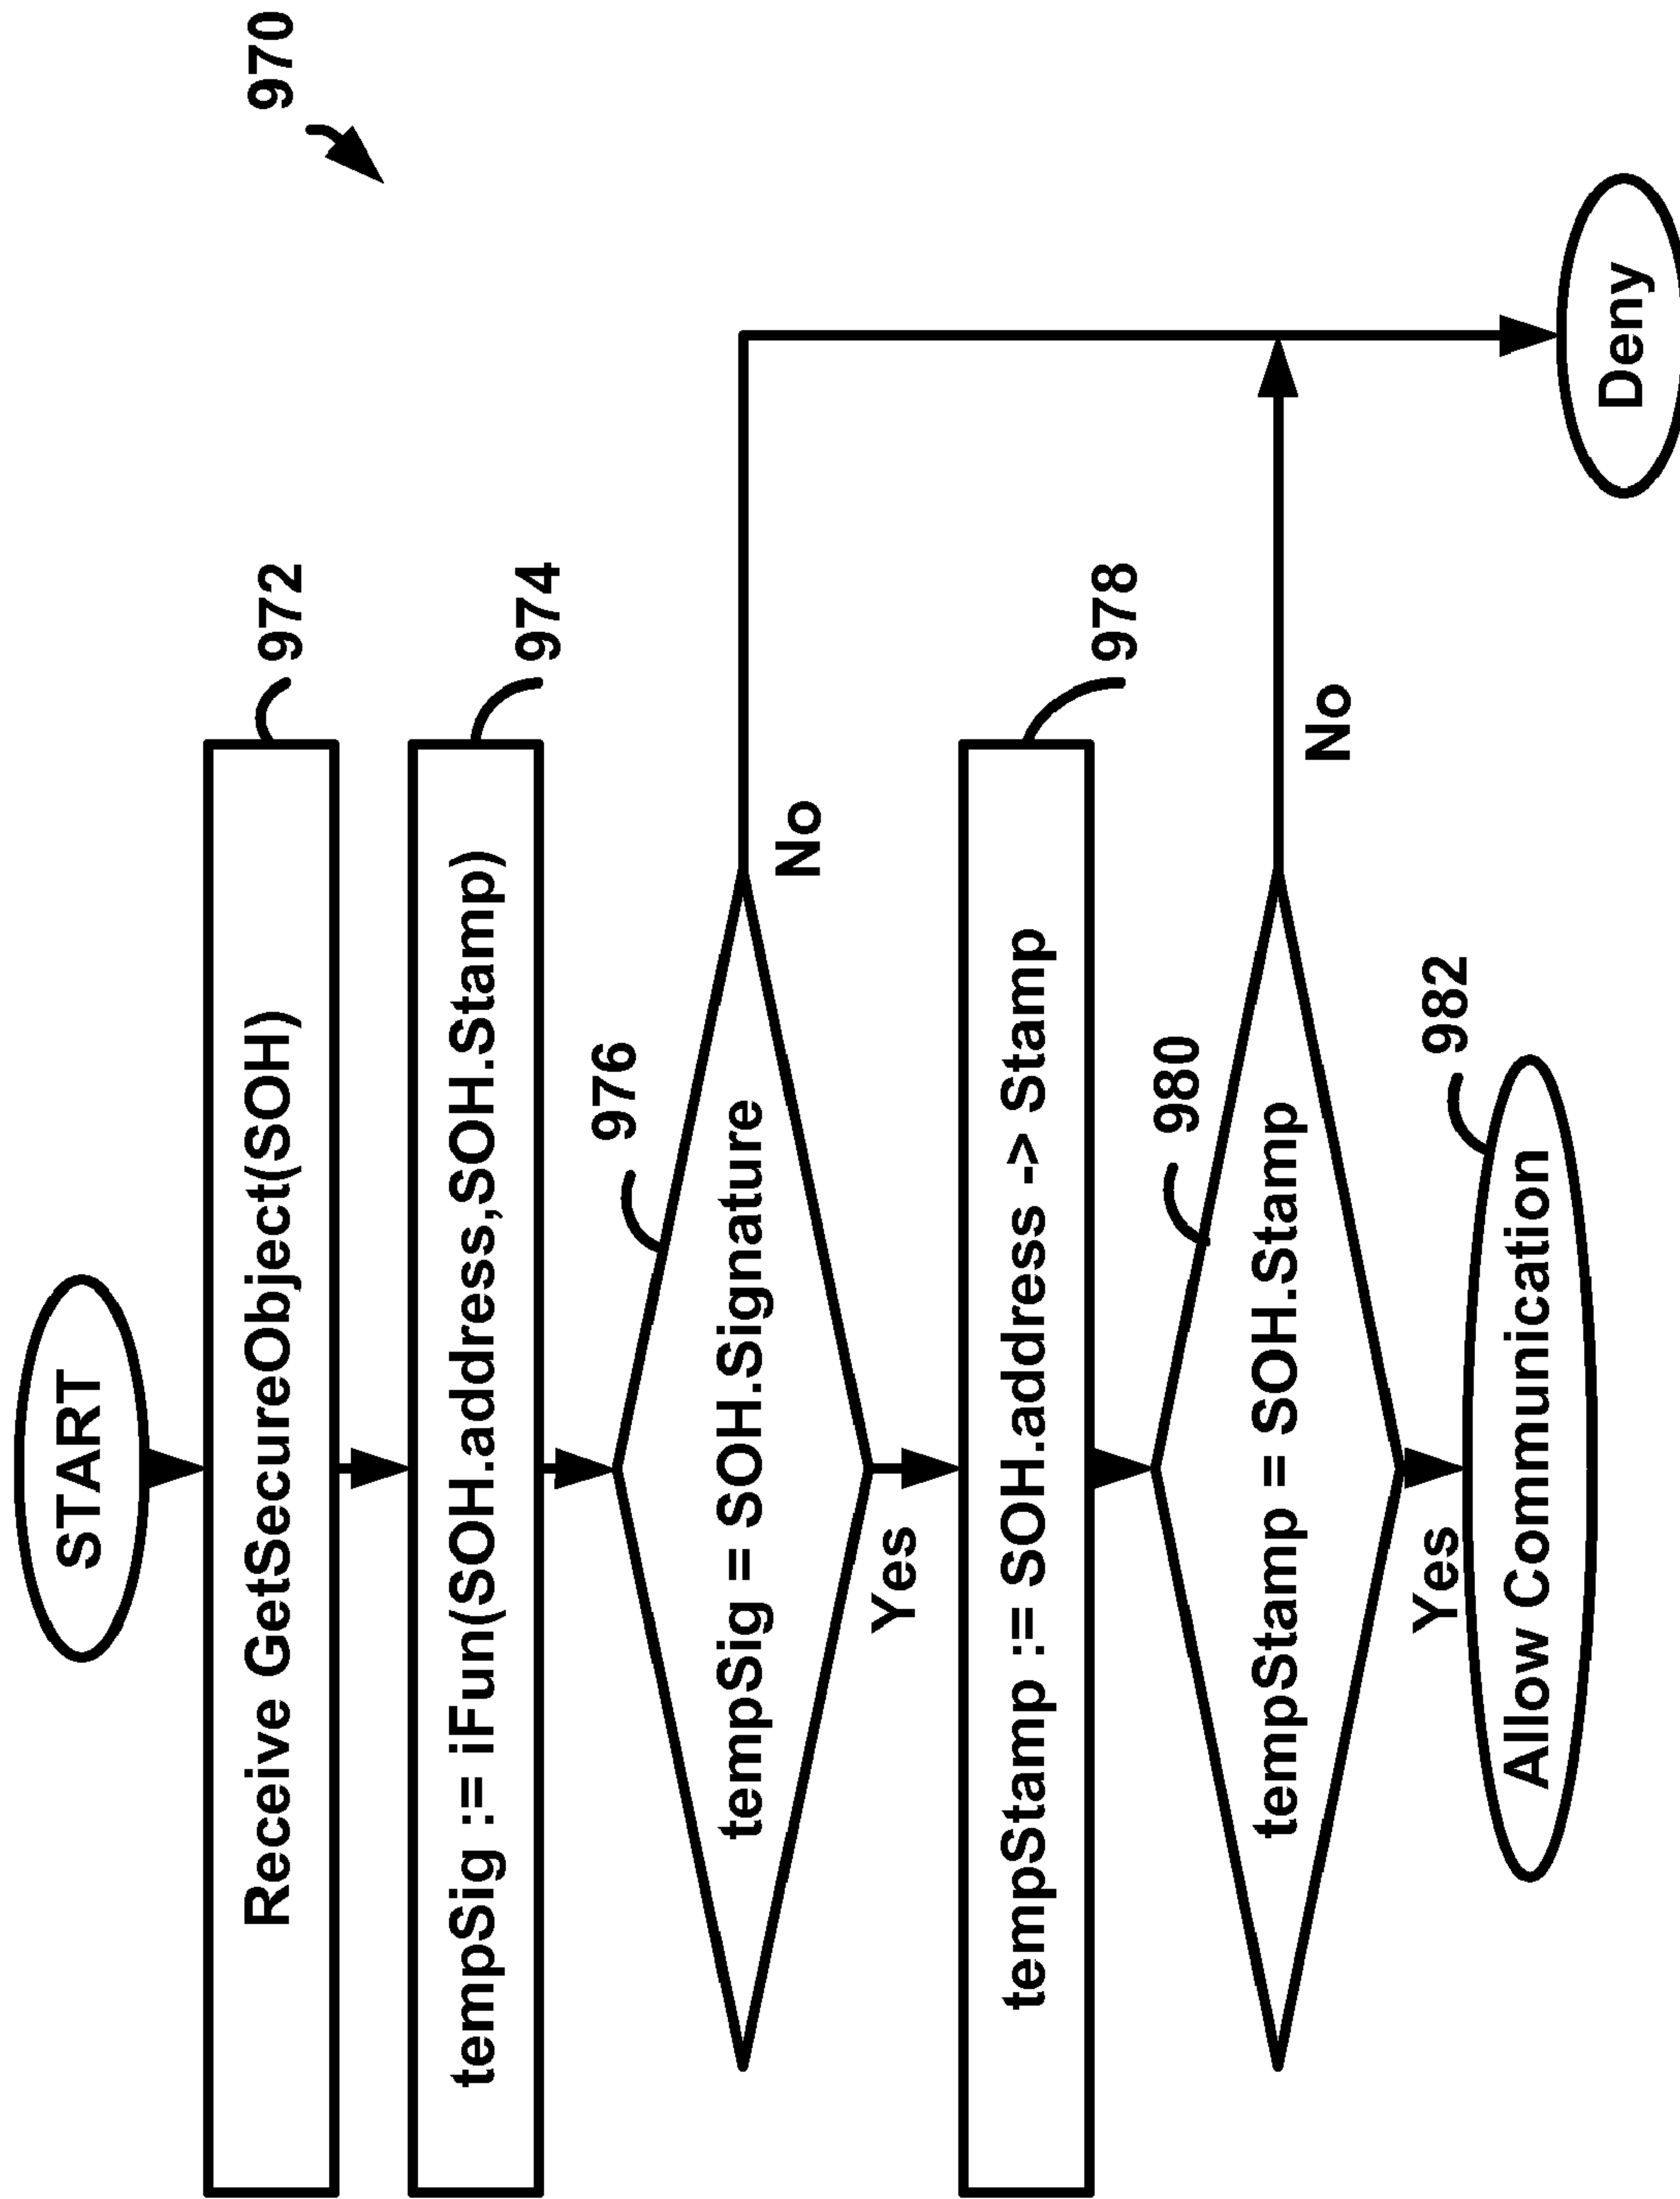 970
START
Receive GetSecureObject(SOH)
972
tempSig := iFun(SOH.address,SOH.Stamp)
974
976
tempSig = SOH.Signature
No
Yes
tempStamp := SOH.address -> Stamp
978
980
tempStamp = SOH.Stamp
No
Yes
982
Allow Communication
Deny